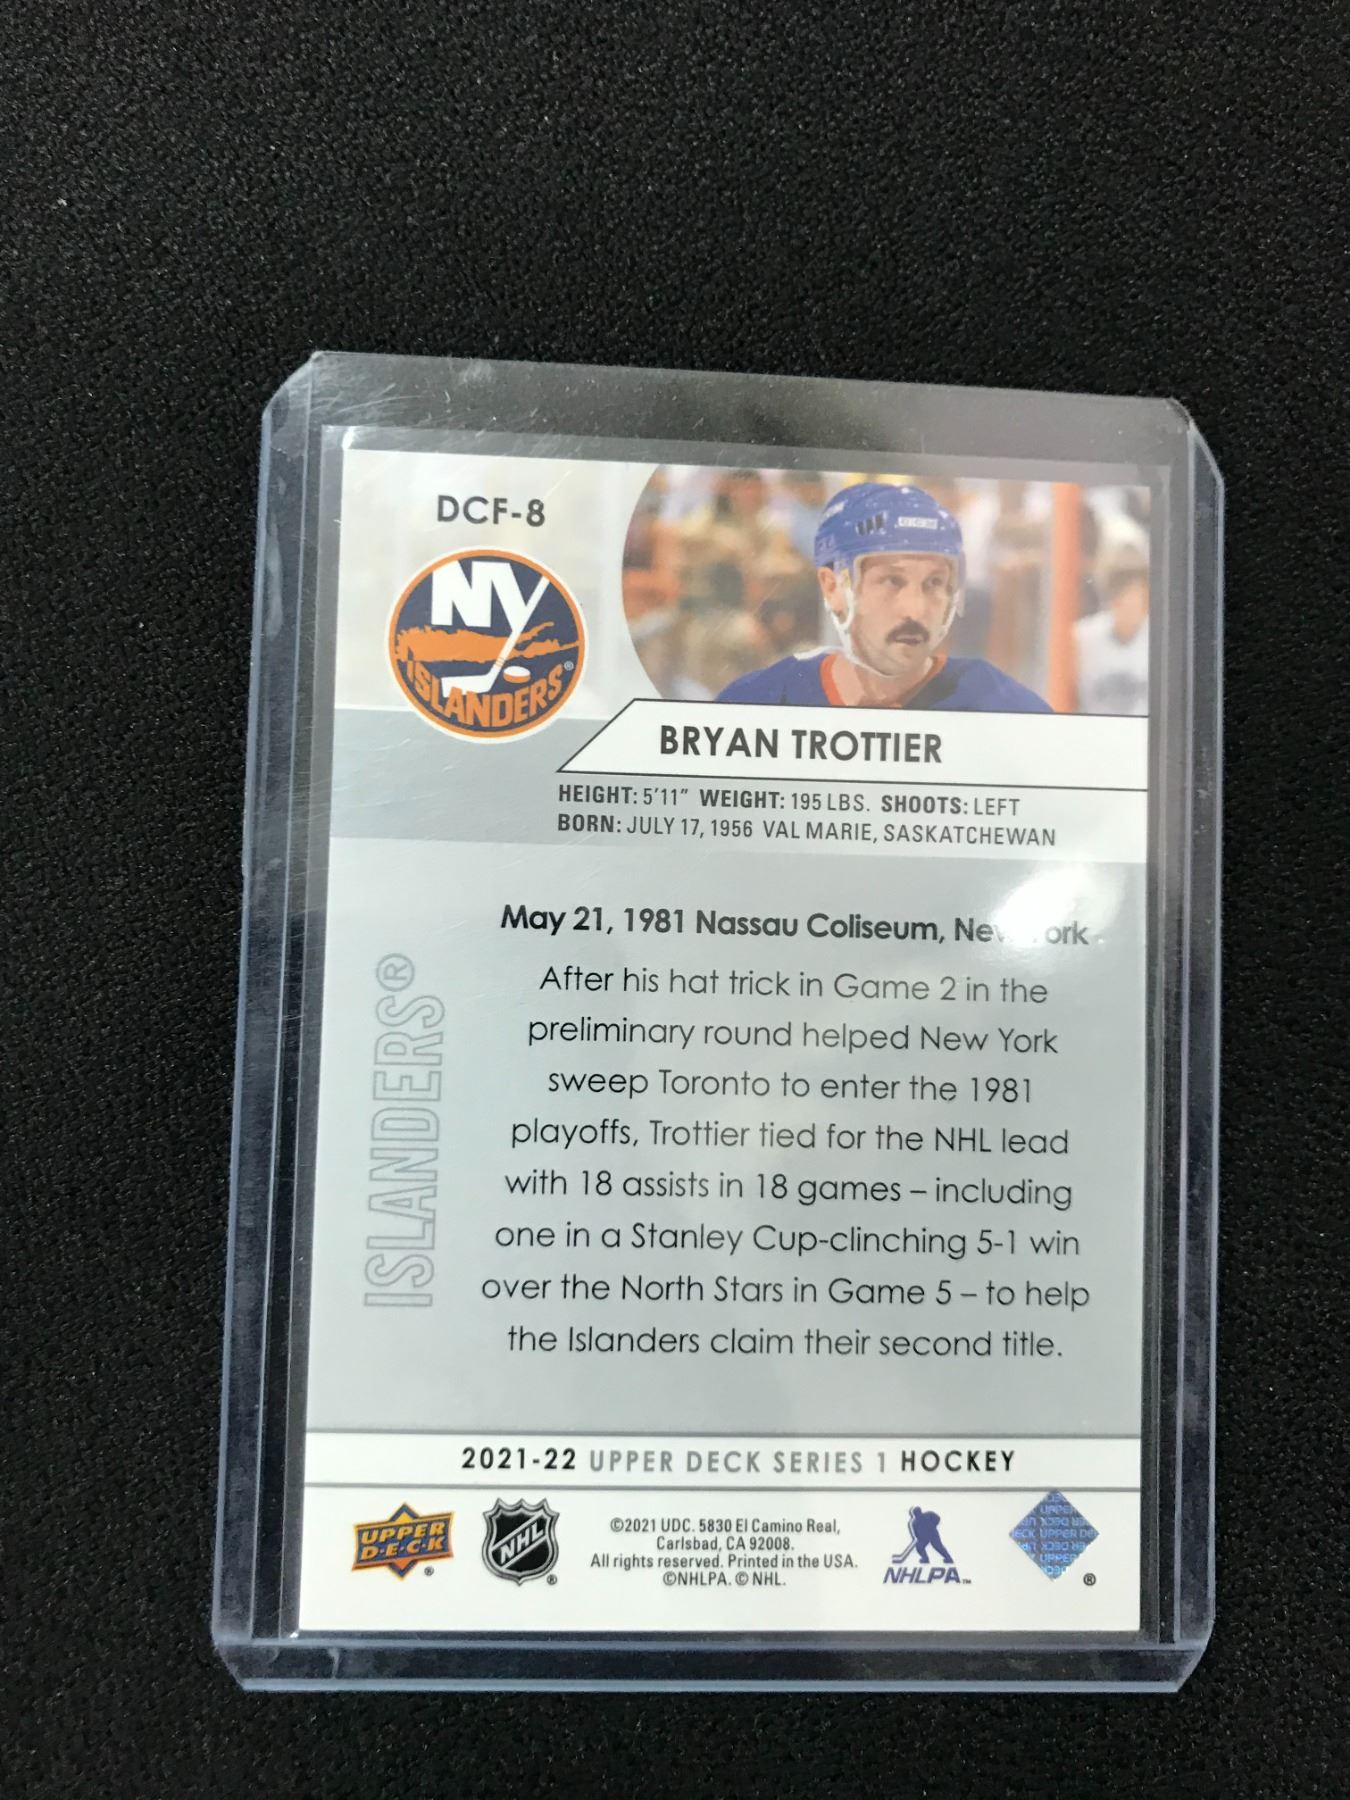 DCF-8
NY
ISLANDERS®
BRYAN TROTTIER
HEIGHT: 5'11" WEIGHT: 195 LBS. SHOOTS: LEFT
BORN: JULY 17, 1956 VAL MARIE, SASKATCHEWAN
May 21, 1981 Nassau Coliseum,
After his hat trick in Game 2 in the
preliminary round helped New York
sweep Toronto to enter the 1981
playoffs, Trottier tied for the NHL lead
with 18 assists in 18 games – including
one in a Stanley Cup-clinching 5-1 win
over the North Stars in Game 5 – to help
the Islanders claim their second title.
ISLANDERS®
2021-22 UPPER DECK SERIES 1 HOCKEY
UPPER
D·E·C·K
®
NHL
®
©2021 UDC. 5830 El Camino Real,
Carlsbad, CA 92008.
All rights reserved. Printed in the USA.
©NHLPA. © NHL.
NHLPA™
®